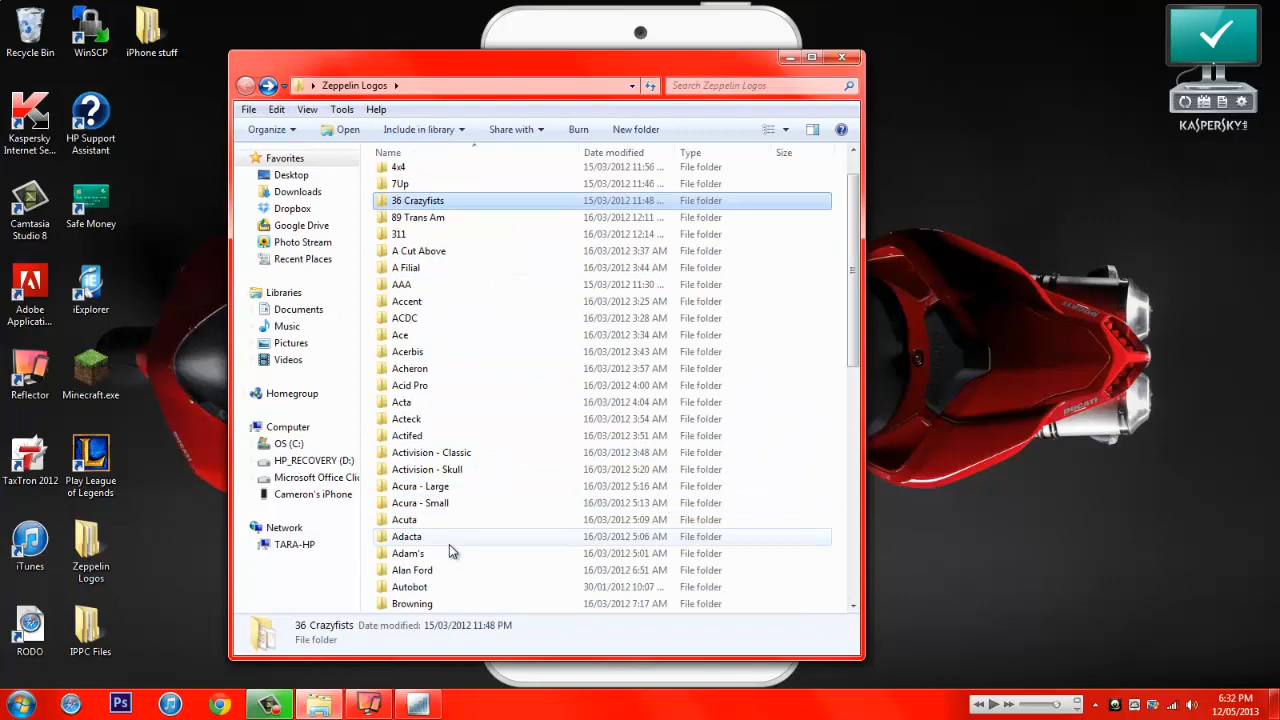 Recycle Bin
WinSCP
iPhone stuff
Kaspersky Internet Se...
HP Support Assistant
Camtasia Studio 8
Safe Money
Adobe Applicati...
iExplorer
Reflector
Minecraft.exe
TaxTron 2012
Play League of Legends
iTunes
Zeppelin Logos
RODO
IPPC Files
Zeppelin Logos
Search Zeppelin Logos
File Edit View Tools Help
Organize Open Include in library Share with Burn New folder
Favorites
Desktop
Downloads
Dropbox
Google Drive
Photo Stream
Recent Places
Libraries
Documents
Music
Pictures
Videos
Homegroup
Computer
OS (C:)
HP_RECOVERY (D:)
Microsoft Office Clic
Cameron's iPhone
Network
TARA-HP
Name Date modified Type Size
4x4 15/03/2012 11:56 ... File folder
7Up 15/03/2012 11:46 ... File folder
36 Crazyfists 15/03/2012 11:48 ... File folder
89 Trans Am 16/03/2012 12:11 ... File folder
311 16/03/2012 12:14 ... File folder
A Cut Above 16/03/2012 3:37 AM File folder
A Filial 16/03/2012 3:44 AM File folder
AAA 15/03/2012 11:30 ... File folder
Accent 16/03/2012 3:25 AM File folder
ACDC 16/03/2012 3:28 AM File folder
Ace 16/03/2012 3:34 AM File folder
Acerbis 16/03/2012 3:43 AM File folder
Acheron 16/03/2012 3:57 AM File folder
Acid Pro 16/03/2012 4:00 AM File folder
Acta 16/03/2012 4:04 AM File folder
Acteck 16/03/2012 3:54 AM File folder
Actifed 16/03/2012 3:51 AM File folder
Activision - Classic 16/03/2012 3:48 AM File folder
Activision - Skull 16/03/2012 5:20 AM File folder
Acura - Large 16/03/2012 5:16 AM File folder
Acura - Small 16/03/2012 5:13 AM File folder
Acuta 16/03/2012 5:09 AM File folder
Adacta 16/03/2012 5:06 AM File folder
Adam's 16/03/2012 5:01 AM File folder
Alan Ford 16/03/2012 6:51 AM File folder
Autobot 30/01/2012 10:07 ... File folder
Browning 16/03/2012 7:17 AM File folder
36 Crazyfists Date modified: 15/03/2012 11:48 PM
File folder
KASPERSKY
DUCATI
DUCATI
Ps
6:32 PM
12/05/2013